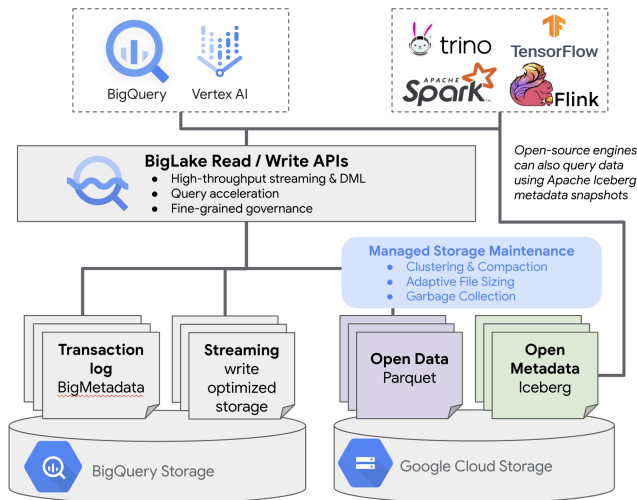 BigQuery
Vertex AI
trino
TensorFlow
APACHE
Spark™
Flink
BigLake Read / Write APIs
● High-throughput streaming & DML
● Query acceleration
● Fine-grained governance
Open-source engines
can also query data
using Apache Iceberg
metadata snapshots
Managed Storage Maintenance
● Clustering & Compaction
● Adaptive File Sizing
● Garbage Collection
Transaction
log
BigMetadata
Streaming
write
optimized
storage
Open Data
Parquet
Open
Metadata
Iceberg
BigQuery Storage
Google Cloud Storage